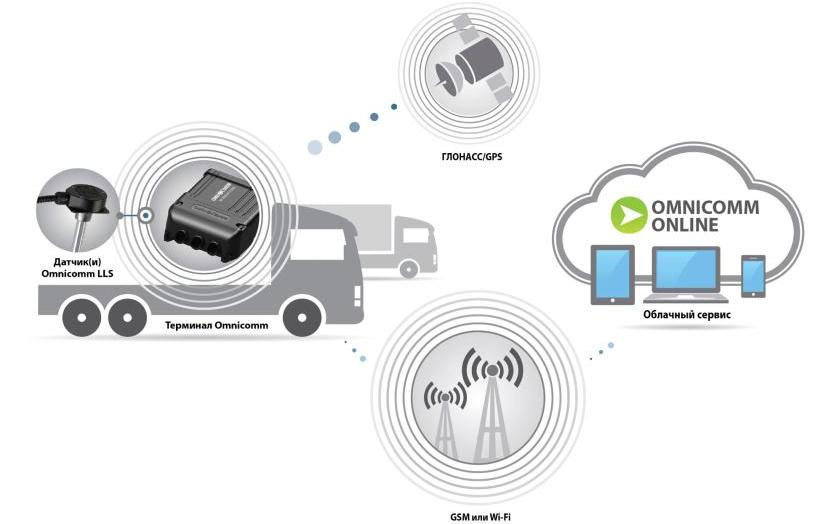 ГЛОНАСС/GPS
OMNICOMM
ONLINE
Датчик(и)
Omnicomm LLS
Терминал Omnicomm
Облачный сервис
GSM или Wi-Fi